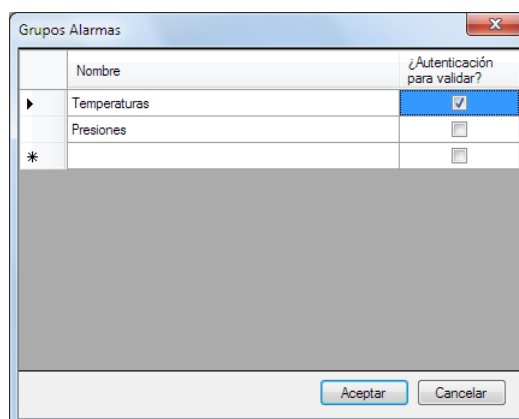 Grupos Alarmas
Nombre
¿Autenticación
para validar?
Temperaturas
Presiones
Aceptar
Cancelar